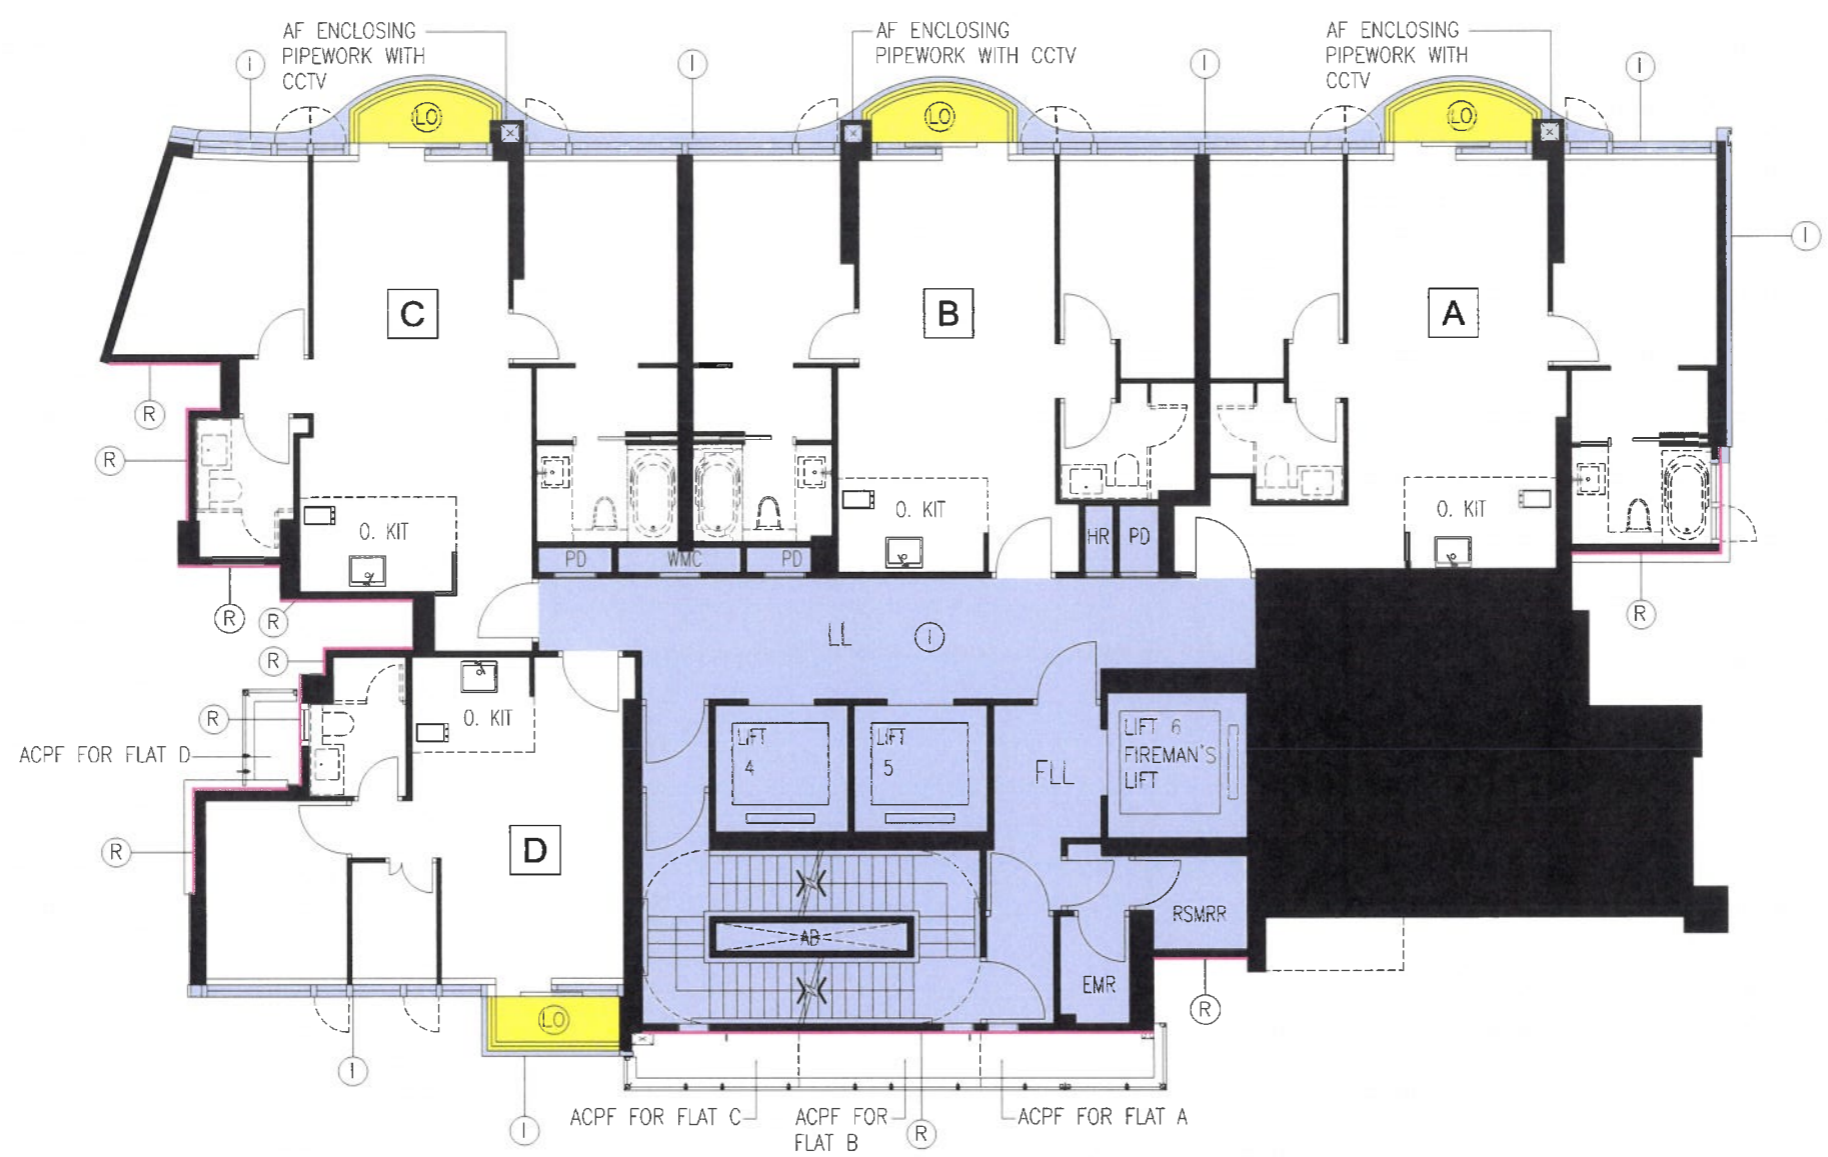 AF ENCLOSING
PIPEWORK WITH
CCTV
AF ENCLOSING
PIPEWORK WITH CCTV
AF ENCLOSING
PIPEWORK WITH
CCTV
I
I
I
I
LO
LO
LO
I
C
B
A
R
R
O. KIT
O. KIT
O. KIT
HR
PD
PD
WMC
PD
R
R
R
LL
I
R
R
O. KIT
ACPF FOR FLAT D
LIFT
4
LIFT
5
FLL
LIFT 6
FIREMAN'S
LIFT
R
D
RSMRR
AD
EMR
R
LO
I
I
ACPF FOR FLAT C
ACPF FOR
FLAT B
R
ACPF FOR FLAT A